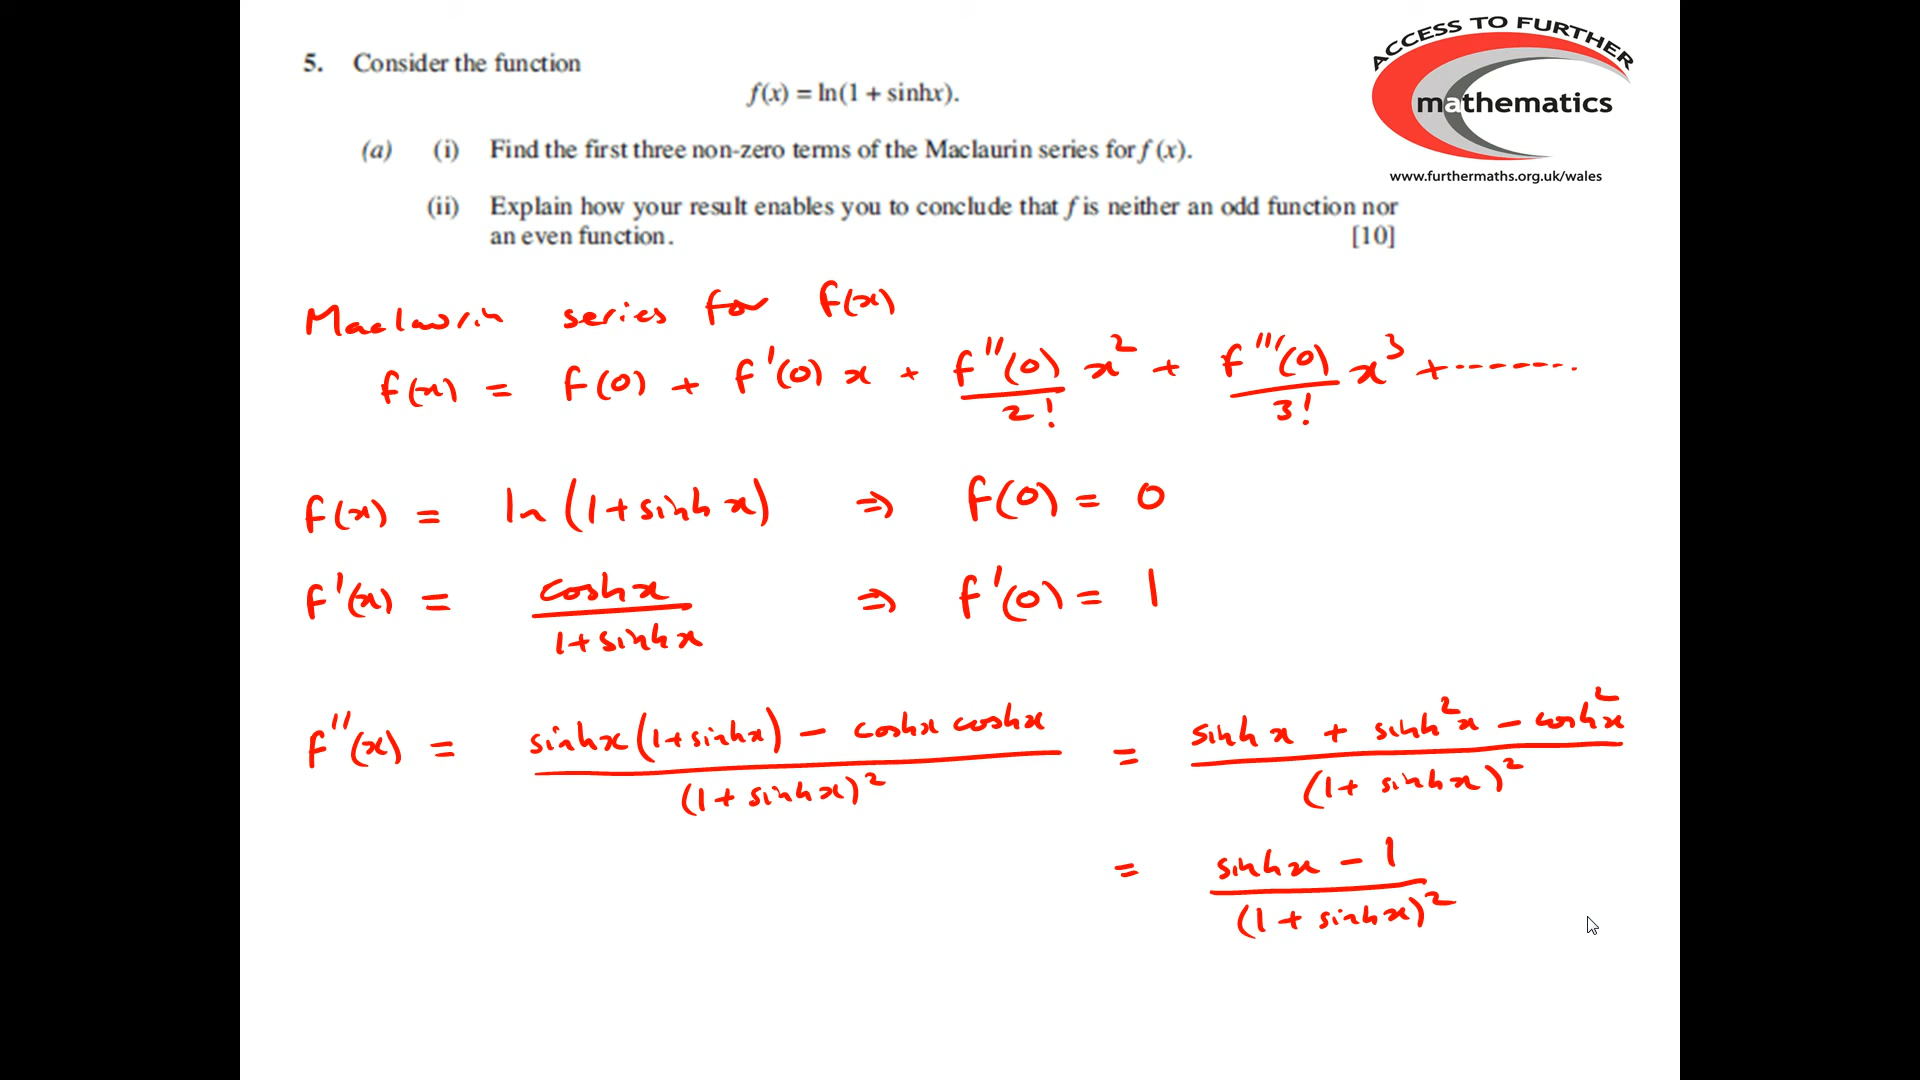 ACCESS TO FURTHER
mathematics
www.furthermaths.org.uk/wales
5. Consider the function
f(x) = ln(1 + sinhx).
(a) (i) Find the first three non-zero terms of the Maclaurin series for f (x).
(ii) Explain how your result enables you to conclude that f is neither an odd function nor
an even function. [10]
Maclaurin series for f(x)
f(x) = f(0) + f'(0) x + f''(0)/2! x² + f'''(0)/3! x³ + ........
f(x) = ln (1+sinh x) ⇒ f(0) = 0
f'(x) = coshx/(1+sinhx) ⇒ f'(0) = 1
f''(x) = (sinhx(1+sinhx) − coshx coshx)/(1+sinhx)² = (sinhx + sinh²x − cosh²x)/(1+ sinhx)²
= (sinhx − 1)/(1 + sinhx)²